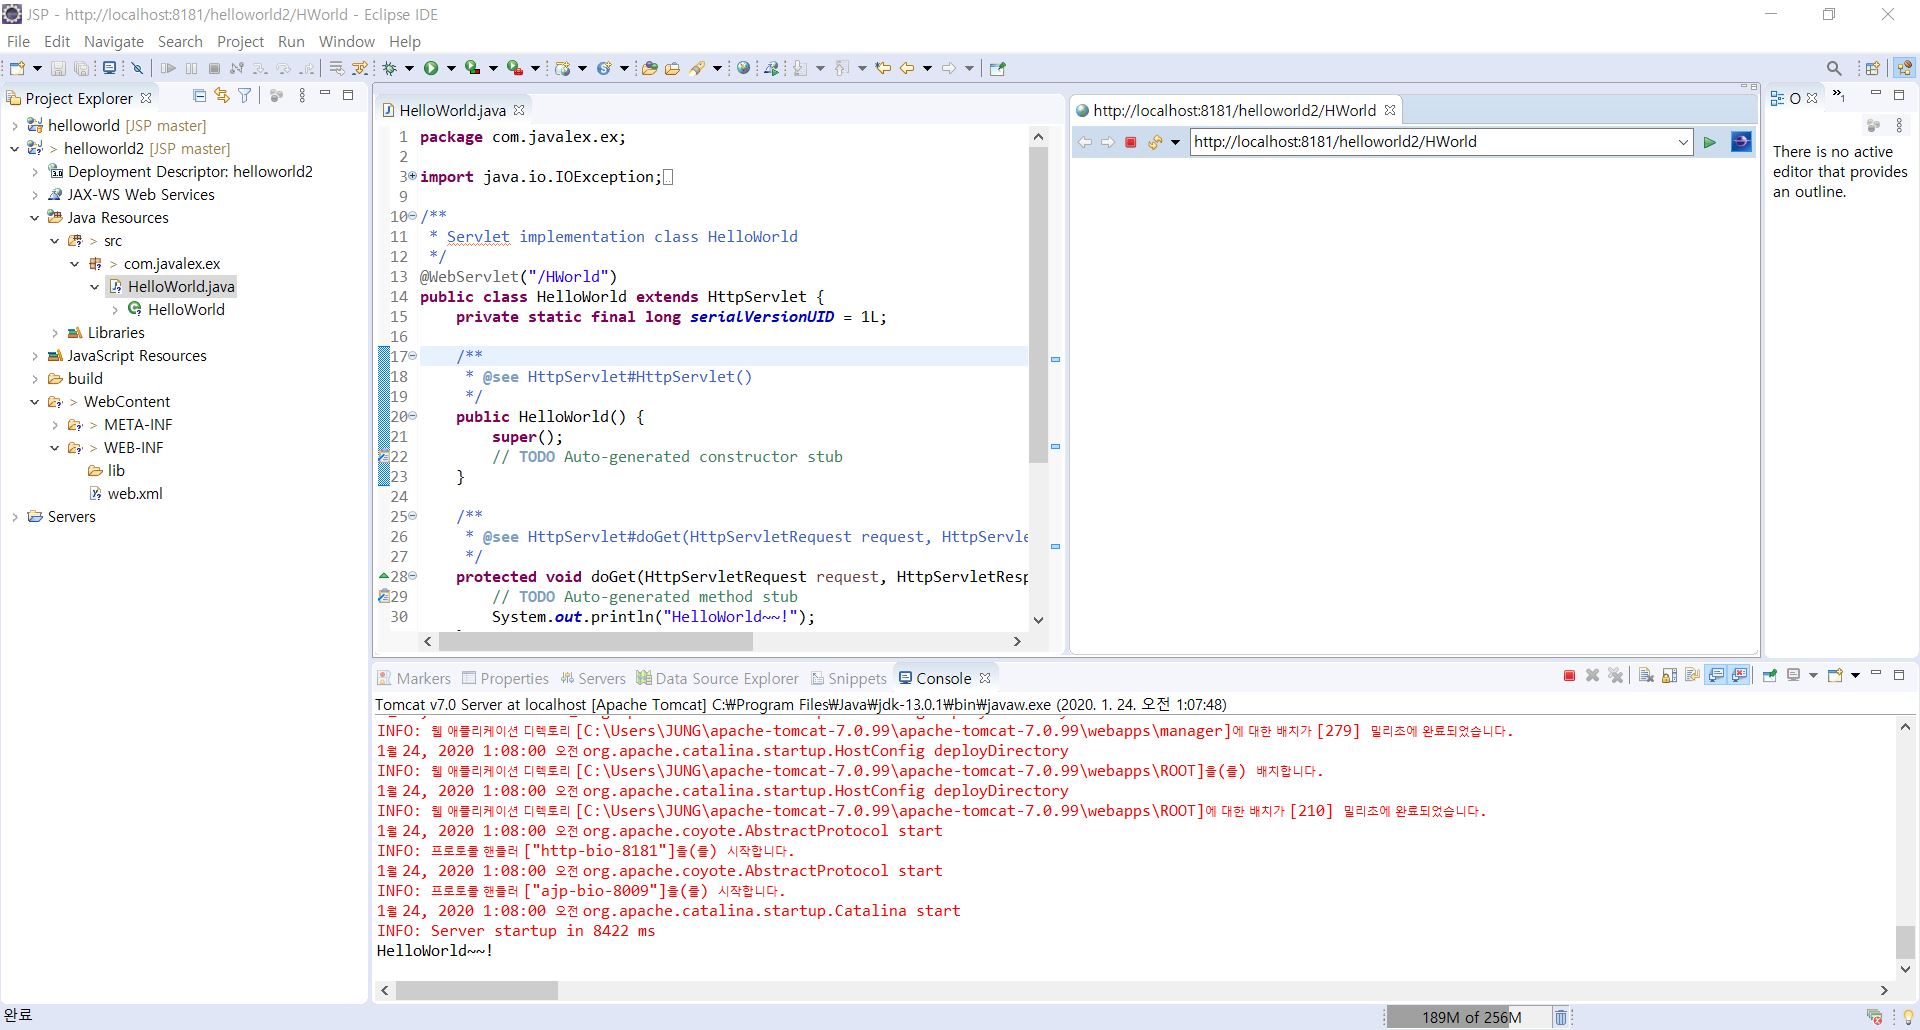 JSP - http://localhost:8181/helloworld2/HWorld - Eclipse IDE
File Edit Navigate Search Project Run Window Help
Project Explorer
helloworld [JSP master]
> helloworld2 [JSP master]
Deployment Descriptor: helloworld2
JAX-WS Web Services
Java Resources
> src
> com.javalex.ex
HelloWorld.java
HelloWorld
Libraries
JavaScript Resources
build
> WebContent
> META-INF
> WEB-INF
lib
web.xml
Servers
HelloWorld.java
1 package com.javalex.ex;
2
3 import java.io.IOException;
9
10 /**
11 * Servlet implementation class HelloWorld
12 */
13 @WebServlet("/HWorld")
14 public class HelloWorld extends HttpServlet {
15 private static final long serialVersionUID = 1L;
16
17 /**
18 * @see HttpServlet#HttpServlet()
19 */
20 public HelloWorld() {
21 super();
22 // TODO Auto-generated constructor stub
23 }
24
25 /**
26 * @see HttpServlet#doGet(HttpServletRequest request, HttpServle
27 */
28 protected void doGet(HttpServletRequest request, HttpServletResp
29 // TODO Auto-generated method stub
30 System.out.println("HelloWorld~~!");
http://localhost:8181/helloworld2/HWorld
http://localhost:8181/helloworld2/HWorld
O
»1
There is no active
editor that provides
an outline.
Markers Properties Servers Data Source Explorer Snippets Console
Tomcat v7.0 Server at localhost [Apache Tomcat] C:₩Program Files₩Java₩jdk-13.0.1₩bin₩javaw.exe (2020. 1. 24. 오전 1:07:48)
INFO: 웹 애플리케이션 디렉토리 [C:\Users\JUNG\apache-tomcat-7.0.99\apache-tomcat-7.0.99\webapps\manager]에 대한 배치가 [279] 밀리초에 완료되었습니다.
1월 24, 2020 1:08:00 오전 org.apache.catalina.startup.HostConfig deployDirectory
INFO: 웹 애플리케이션 디렉토리 [C:\Users\JUNG\apache-tomcat-7.0.99\apache-tomcat-7.0.99\webapps\ROOT]을(를) 배치합니다.
1월 24, 2020 1:08:00 오전 org.apache.catalina.startup.HostConfig deployDirectory
INFO: 웹 애플리케이션 디렉토리 [C:\Users\JUNG\apache-tomcat-7.0.99\apache-tomcat-7.0.99\webapps\ROOT]에 대한 배치가 [210] 밀리초에 완료되었습니다.
1월 24, 2020 1:08:00 오전 org.apache.coyote.AbstractProtocol start
INFO: 프로토콜 핸들러 ["http-bio-8181"]을(를) 시작합니다.
1월 24, 2020 1:08:00 오전 org.apache.coyote.AbstractProtocol start
INFO: 프로토콜 핸들러 ["ajp-bio-8009"]을(를) 시작합니다.
1월 24, 2020 1:08:00 오전 org.apache.catalina.startup.Catalina start
INFO: Server startup in 8422 ms
HelloWorld~~!
완료
189M of 256M